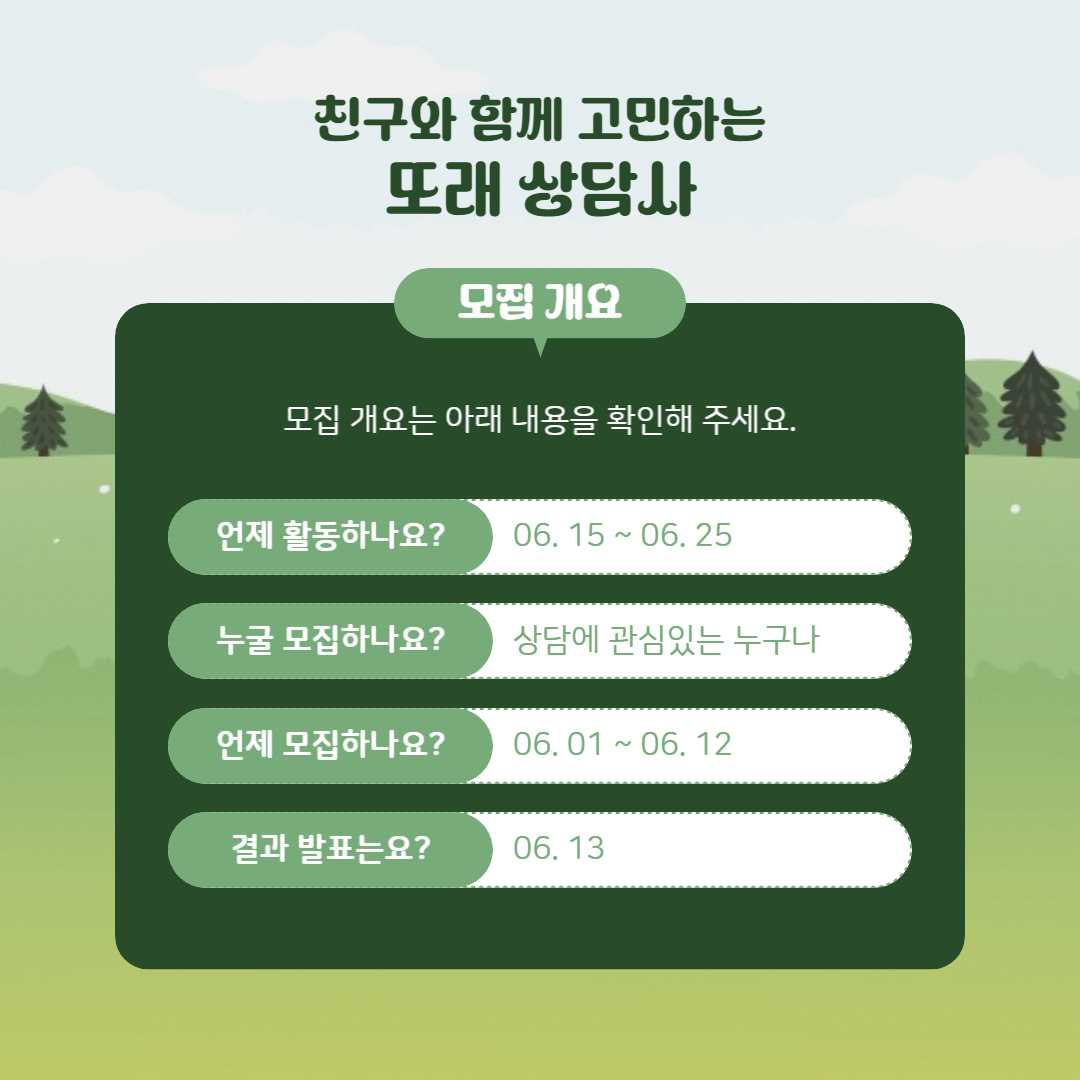 친구와 함께 고민하는
또래 상담사
모집 개요
모집 개요는 아래 내용을 확인해 주세요.
언제 활동하나요? 06. 15 ~ 06. 25
누굴 모집하나요? 상담에 관심있는 누구나
언제 모집하나요? 06. 01 ~ 06. 12
결과 발표는요? 06. 13